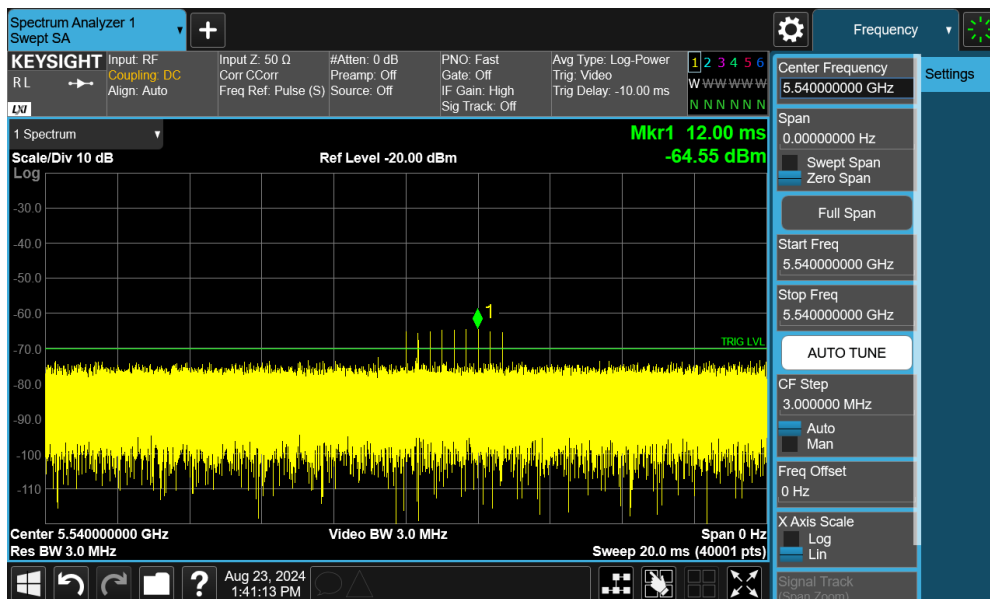 Spectrum Analyzer 1
Swept SA
Frequency
KEYSIGHT
R L
LXI
Input: RF
Coupling: DC
Align: Auto
Input Z: 50 Ω
Corr CCorr
Freq Ref: Pulse (S)
#Atten: 0 dB
Preamp: Off
Source: Off
PNO: Fast
Gate: Off
IF Gain: High
Sig Track: Off
Avg Type: Log-Power
Trig: Video
Trig Delay: -10.00 ms
1 2 3 4 5 6
W W W W W W
N N N N N N
1 Spectrum
Scale/Div 10 dB
Ref Level -20.00 dBm
Mkr1 12.00 ms
-64.55 dBm
Log
-30.0
-40.0
-50.0
-60.0
-70.0
-80.0
-90.0
-100
-110
1
TRIG LVL
Center 5.540000000 GHz
Res BW 3.0 MHz
Video BW 3.0 MHz
Span 0 Hz
Sweep 20.0 ms (40001 pts)
Center Frequency
5.540000000 GHz
Span
0.00000000 Hz
Swept Span
Zero Span
Full Span
Start Freq
5.540000000 GHz
Stop Freq
5.540000000 GHz
AUTO TUNE
CF Step
3.000000 MHz
Auto
Man
Freq Offset
0 Hz
X Axis Scale
Log
Lin
Signal Track
(Span Zoom)
Settings
?
Aug 23, 2024
1:41:13 PM